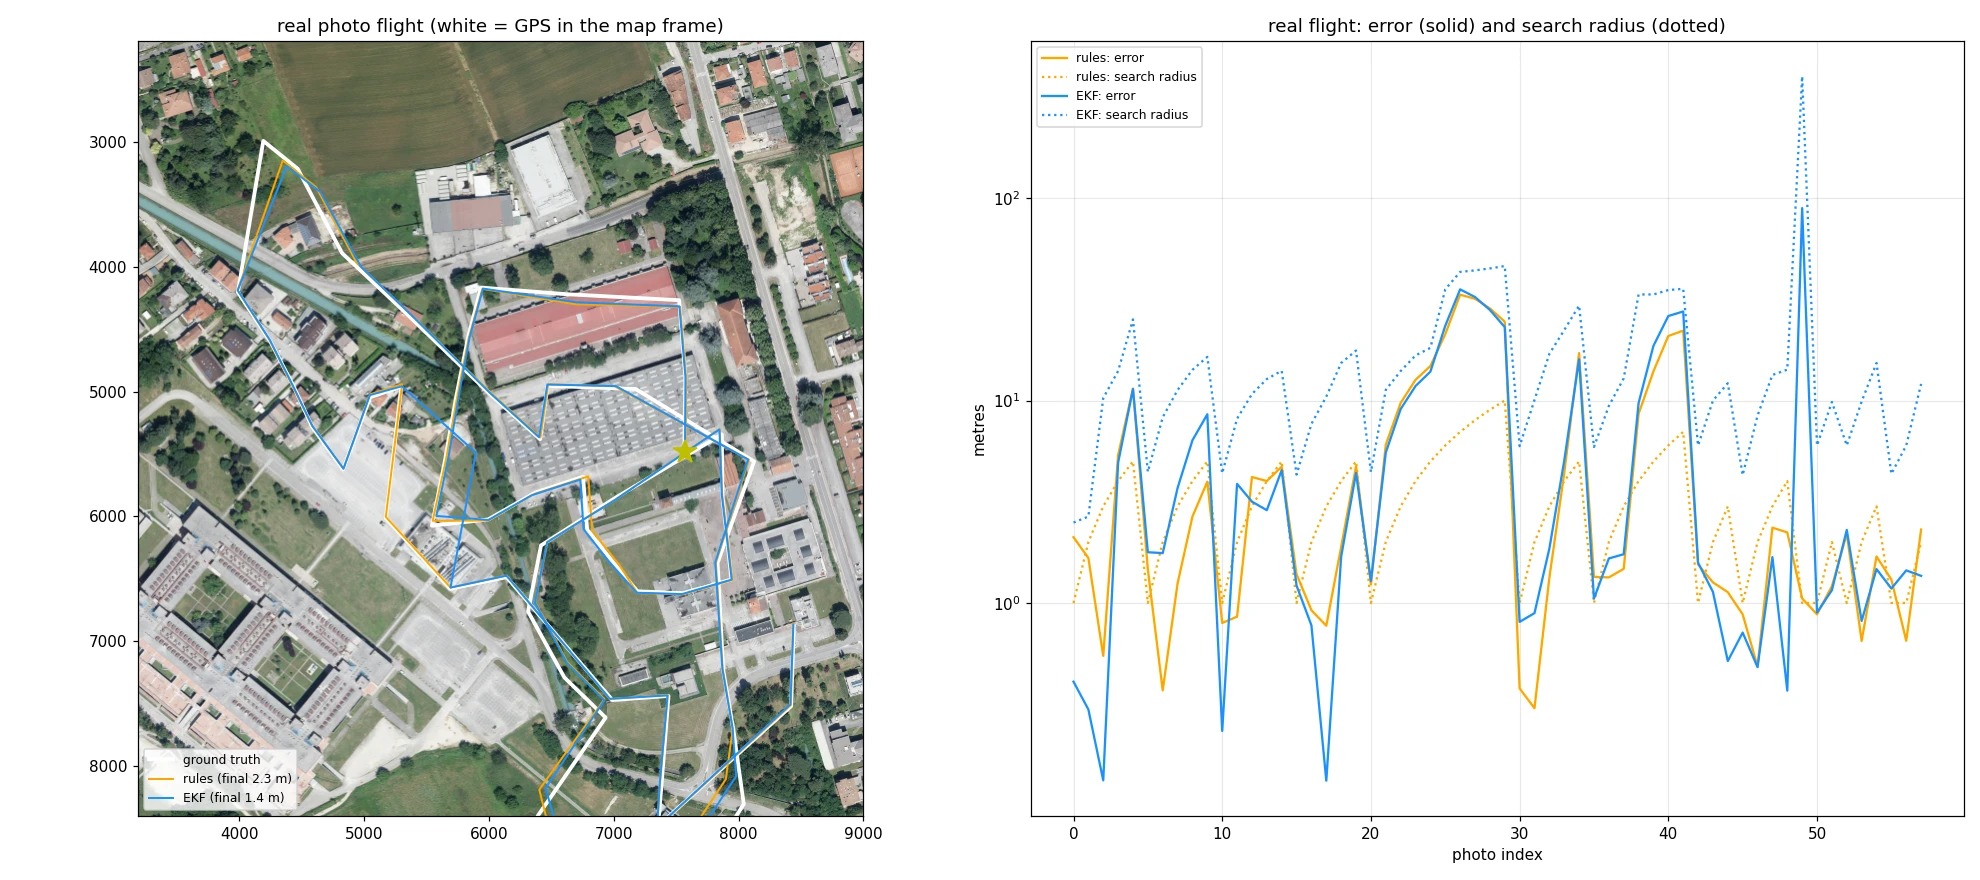 real photo flight (white = GPS in the map frame)
3000
4000
5000
6000
7000
8000
ground truth
rules (final 2.3 m)
EKF (final 1.4 m)
4000 5000 6000 7000 8000 9000
real flight: error (solid) and search radius (dotted)
rules: error
rules: search radius
EKF: error
EKF: search radius
10²
10¹
10⁰
metres
0 10 20 30 40 50
photo index